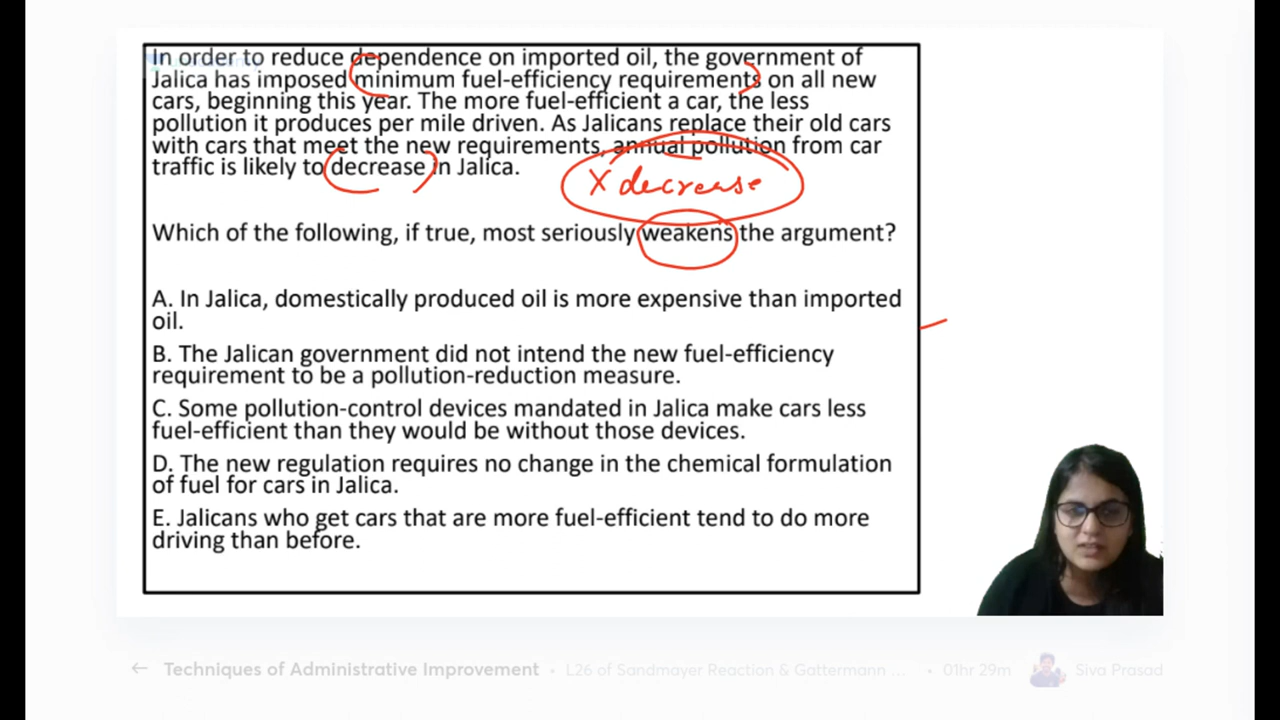 In order to reduce dependence on imported oil, the government of
Jalica has imposed minimum fuel-efficiency requirements on all new
cars, beginning this year. The more fuel-efficient a car, the less
pollution it produces per mile driven. As Jalicans replace their old cars
with cars that meet the new requirements, annual pollution from car
traffic is likely to decrease in Jalica.
X decrease
Which of the following, if true, most seriously weakens the argument?
A. In Jalica, domestically produced oil is more expensive than imported
oil.
B. The Jalican government did not intend the new fuel-efficiency
requirement to be a pollution-reduction measure.
C. Some pollution-control devices mandated in Jalica make cars less
fuel-efficient than they would be without those devices.
D. The new regulation requires no change in the chemical formulation
of fuel for cars in Jalica.
E. Jalicans who get cars that are more fuel-efficient tend to do more
driving than before.
← Techniques of Administrative Improvement • L26 of Sandmayer Reaction & Gattermann ... • 01hr 29m Siva Prasad